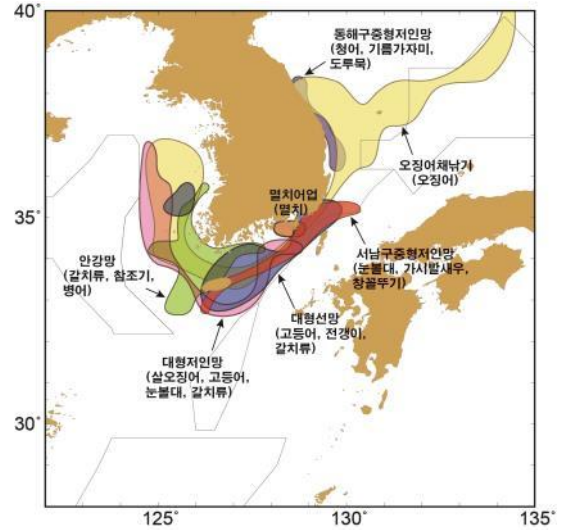 40˚
동해구중형저인망
(청어, 기름가자미,
도루묵)
오징어채낚기
(오징어)
멸치어업
(멸치)
35˚
안강망
(갈치류, 참조기,
병어)
서남구중형저인망
(눈볼대, 가시발새우,
창꼴뚜기)
대형선망
(고등어, 전갱이,
갈치류)
대형저인망
(살오징어, 고등어,
눈볼대, 갈치류)
30˚
125˚
130˚
135˚